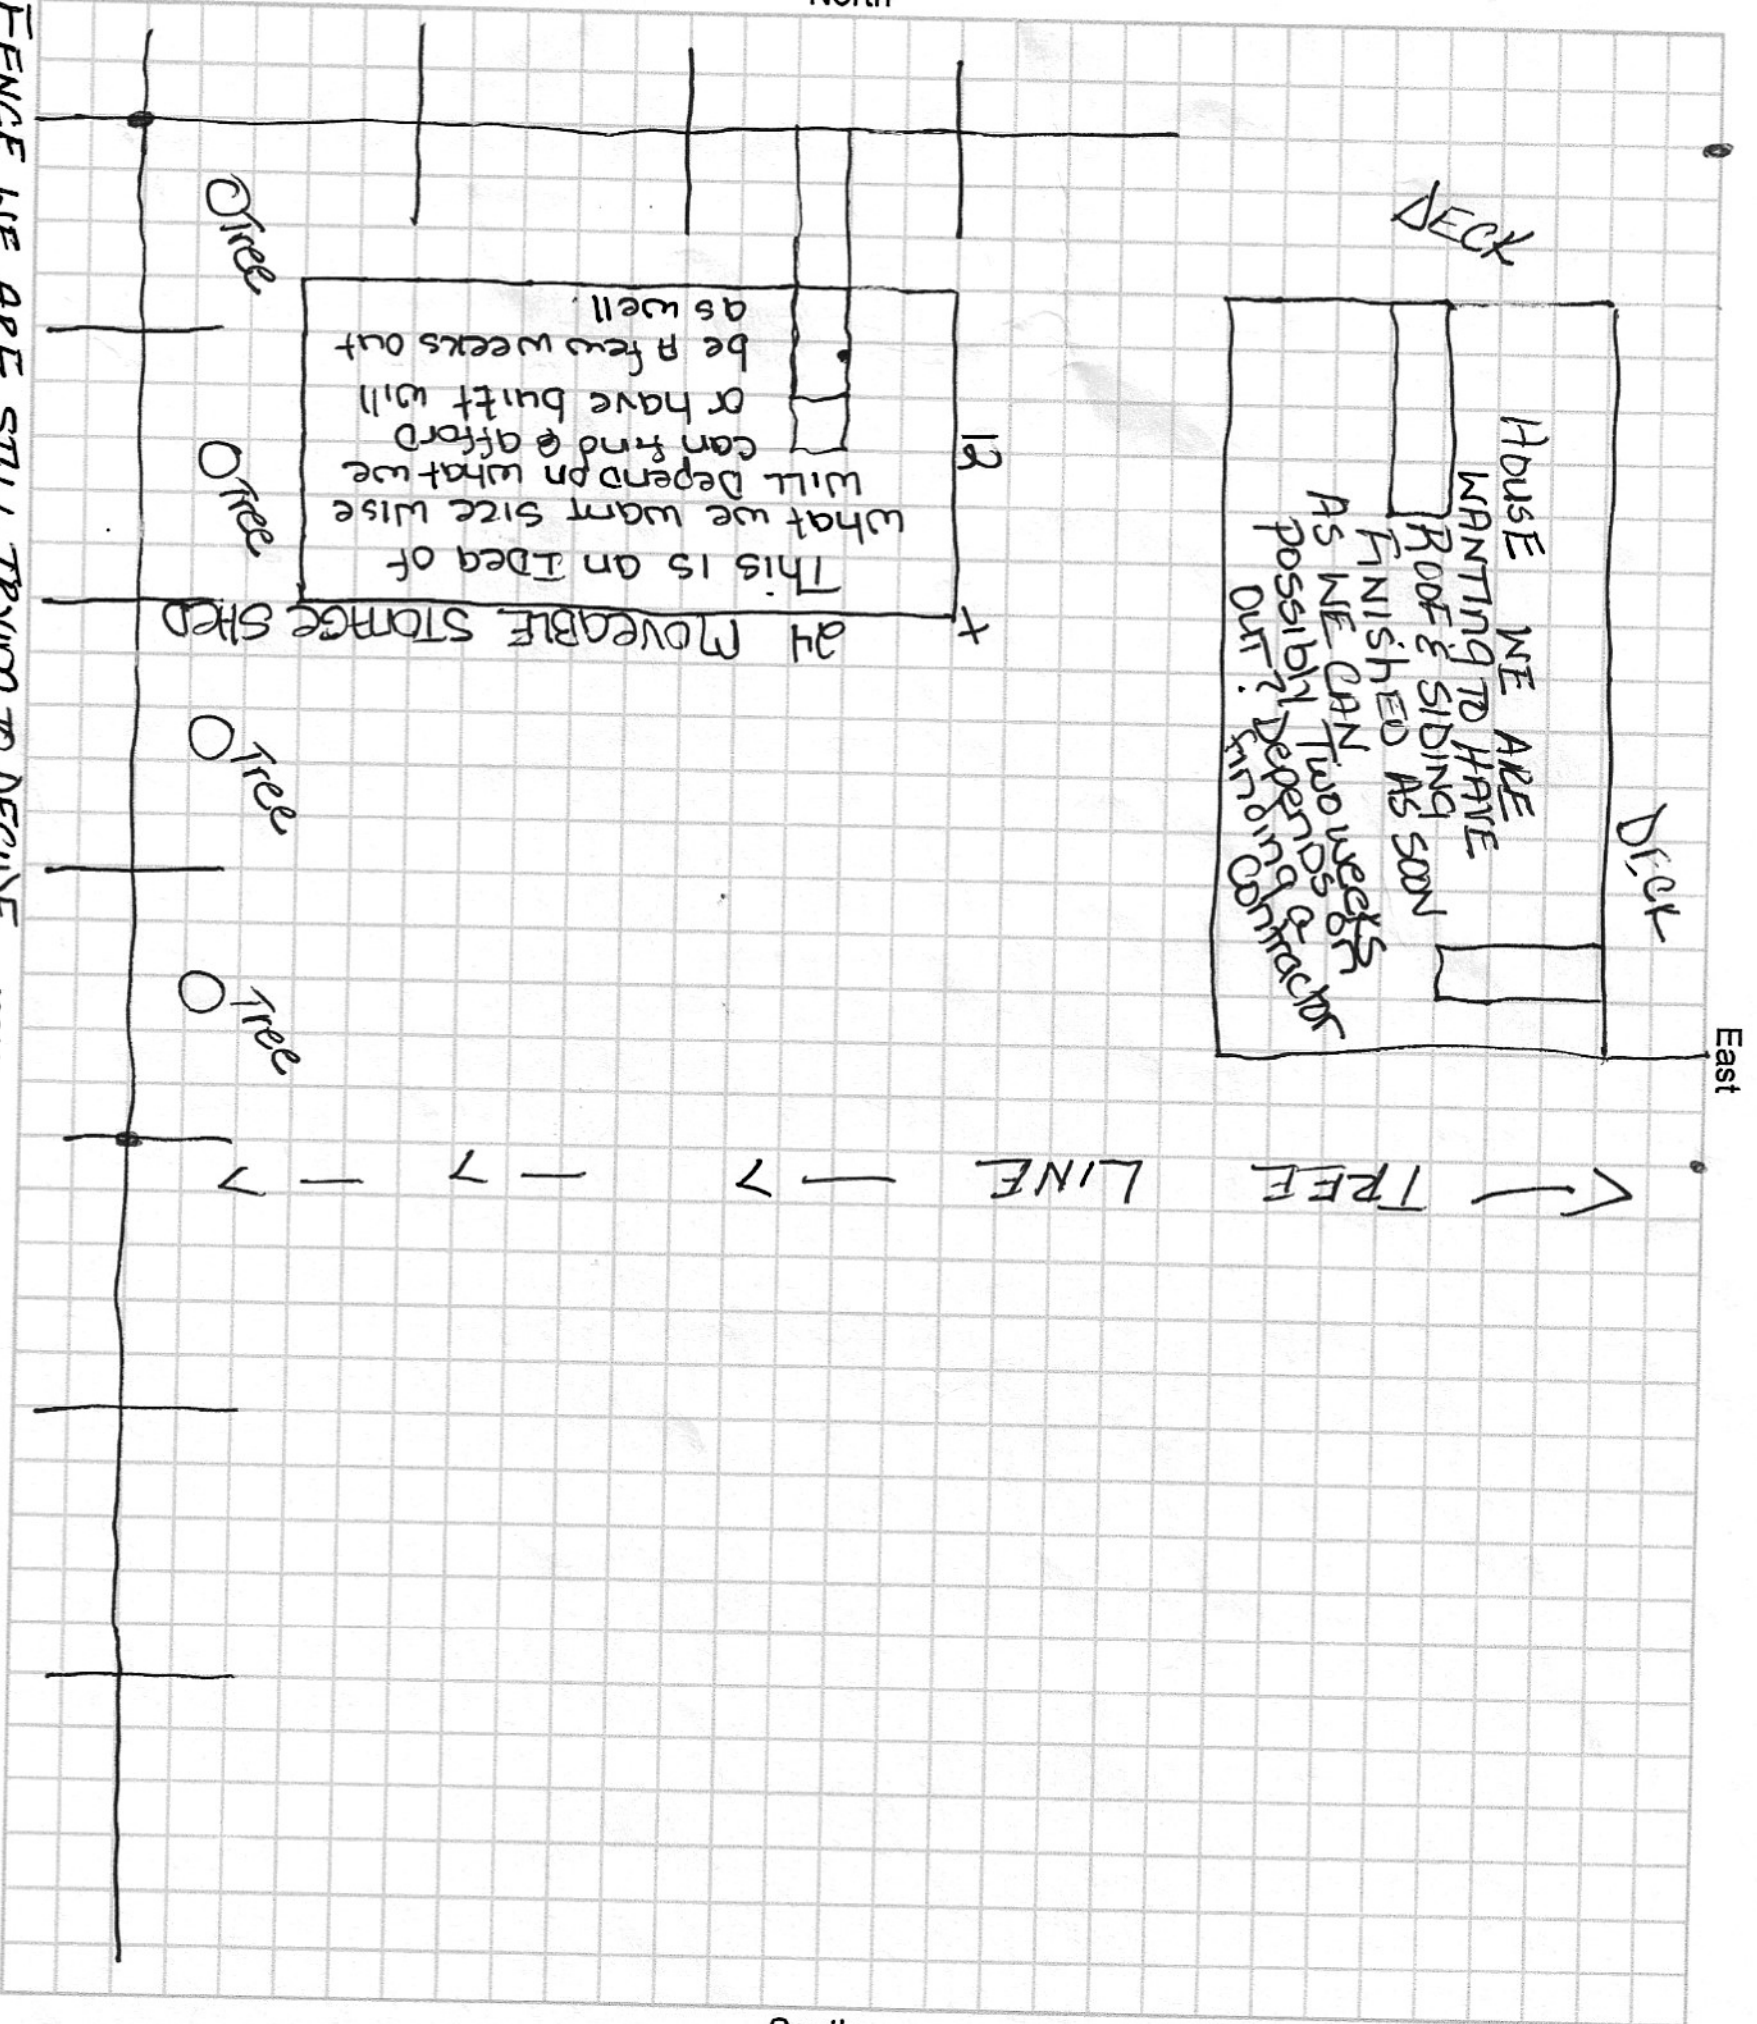 North
East
FENCE WE ARE STILL TRYING TO DECIDE
Tree
Tree
Tree
Tree
DECK
DECK
HOUSE WE ARE
WANTING TO HAVE
ROOF & SIDING
FINISHED AS SOON
AS WE CAN Two weeks
Possibly Depends on
OUT? finding a
contractor
24 MOVEABLE STORAGE SHED
12
This is an IDea of
what we want size wise
WILL Depend on what we
can find & afford
or have built will
be A few weeks out
as well.
TREE LINE